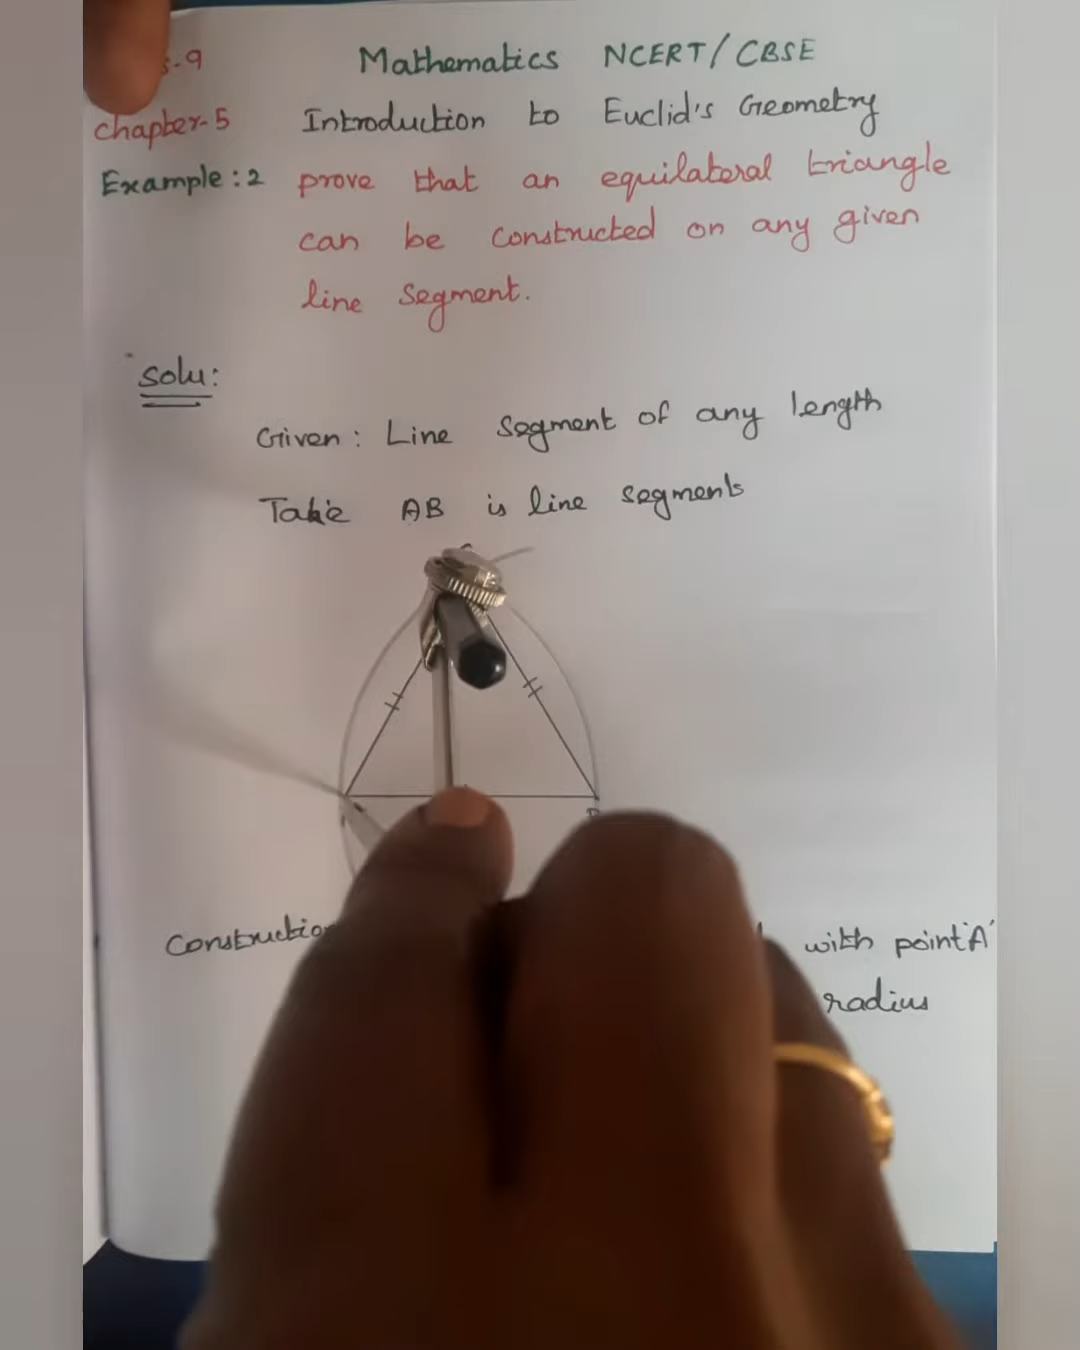 -9 Mathematics NCERT/CBSE
Chapter-5 Introduction to Euclid's Geometry
Example:2 prove that an equilateral triangle
can be constructed on any given
line segment.
Solu:
Given: Line Segment of any length
Take AB is line segments
with point 'A'
radius